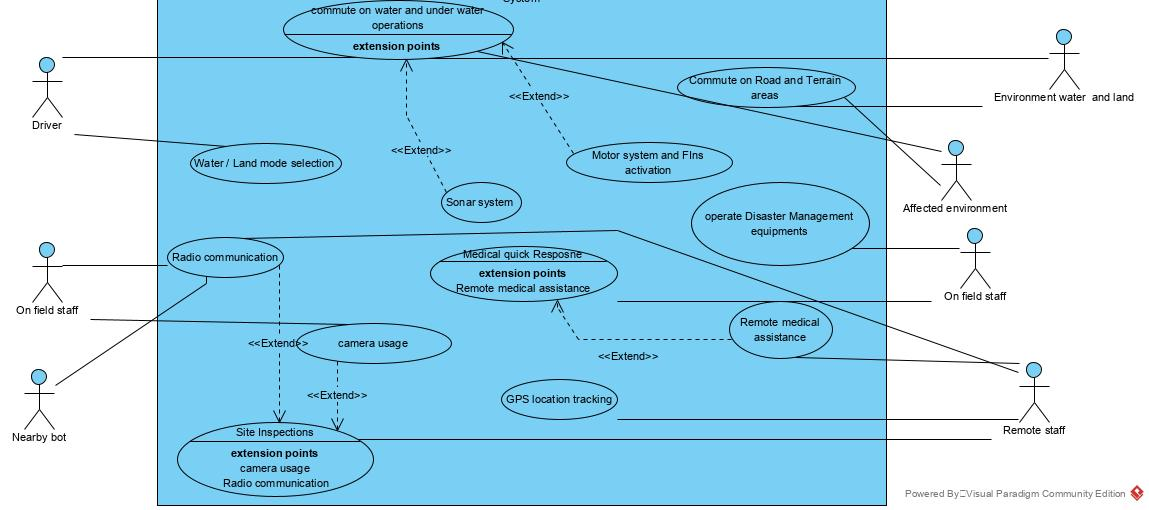 System
commute on water and under water
operations
extension points
Driver
Environment water  and land
Commute on Road and Terrain
areas
<<Extend>>
<<Extend>>
Water / Land mode selection
Motor system and FIns
activation
Affected environment
Sonar system
operate Disaster Management
equipments
Radio communication
Medical quick Resposne
extension points
Remote medical assistance
On field staff
On field staff
Remote medical
assistance
<<Extend>>
camera usage
<<Extend>>
<<Extend>>
GPS location tracking
Nearby bot
Remote staff
Site Inspections
extension points
camera usage
Radio communication
Powered By Visual Paradigm Community Edition